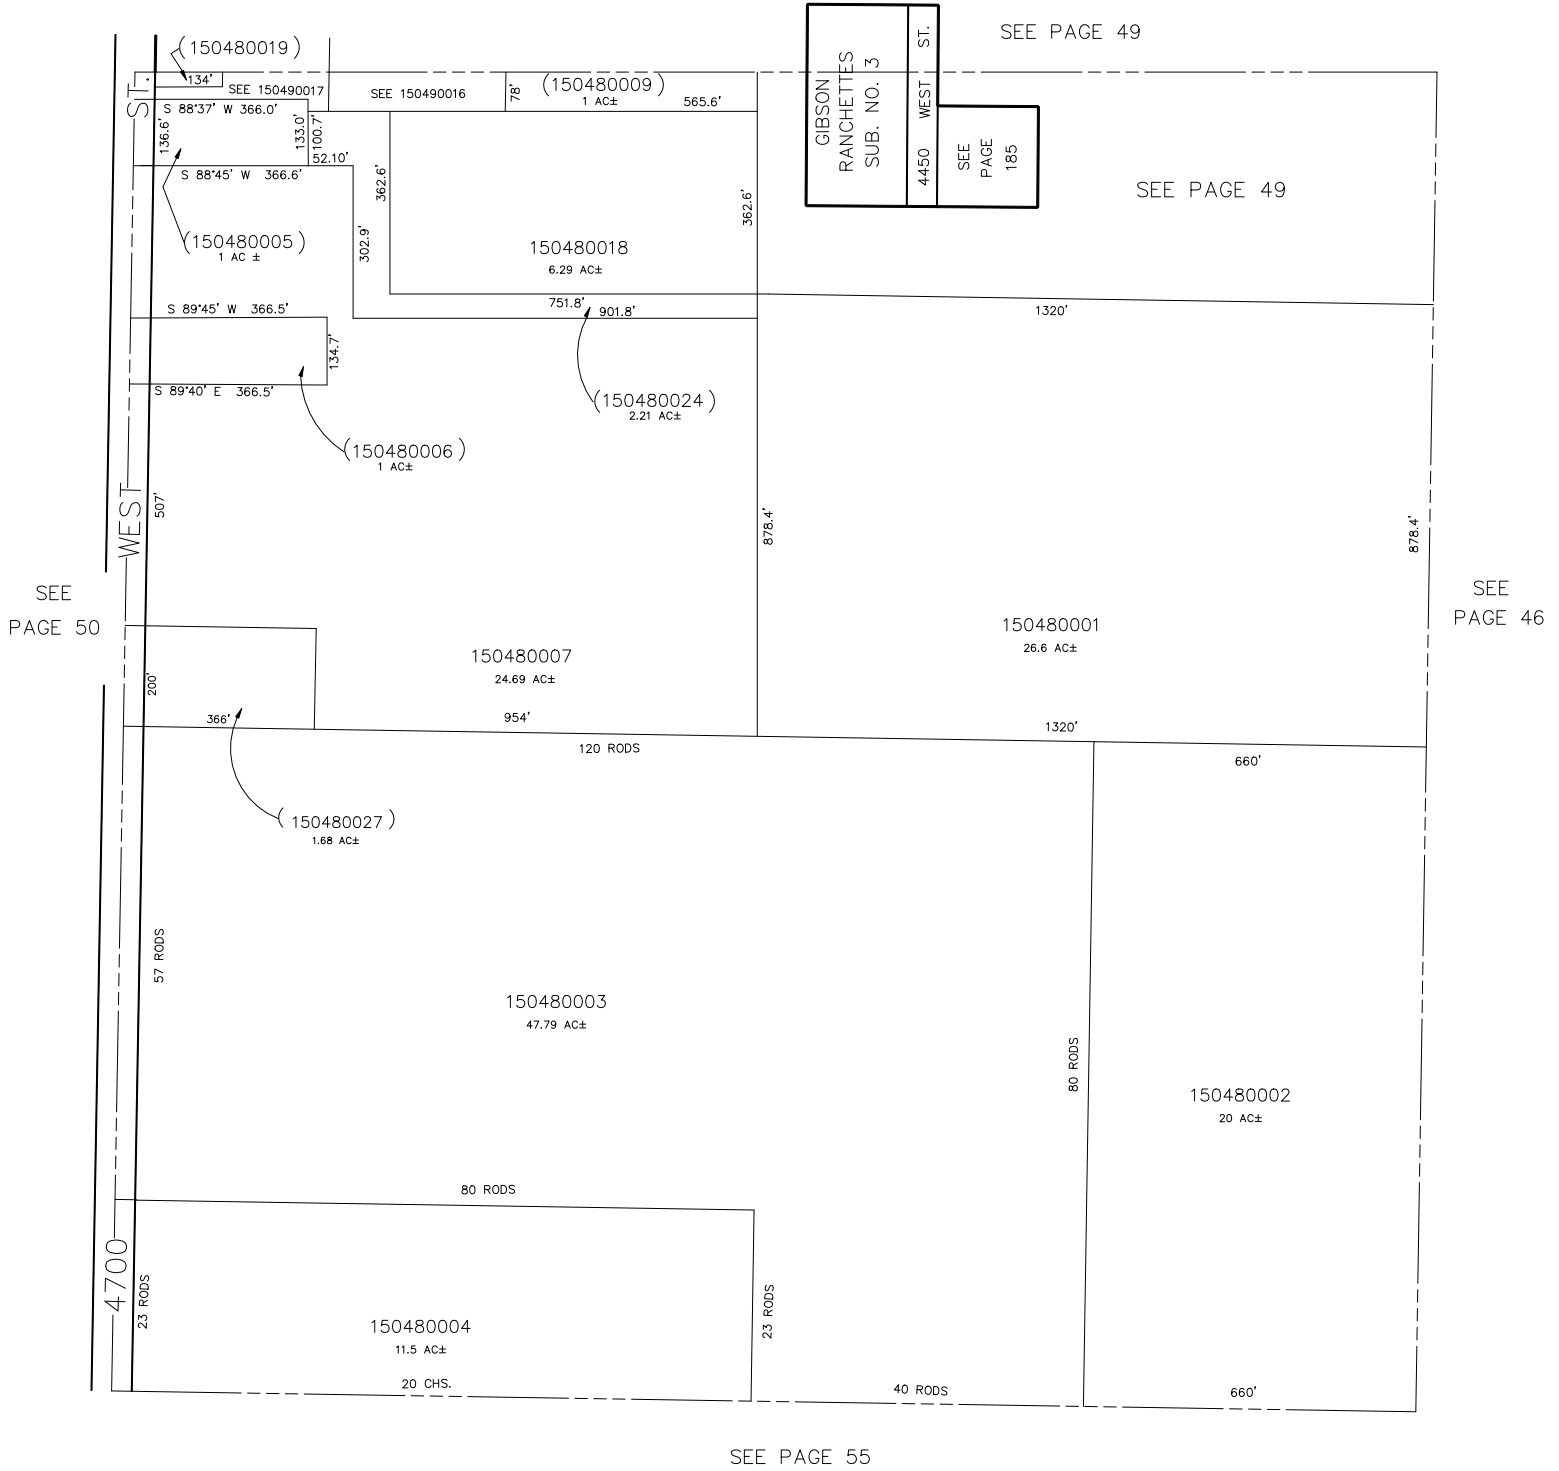 SEE PAGE 49
(150480019)
134'
SEE 150490017
SEE 150490016
78'
(150480009)
1 AC±
565.6'
GIBSON
RANCHETTES
SUB. NO. 3
4450 WEST ST.
SEE
PAGE
185
SEE PAGE 49
S 88°37' W 366.0'
136.6'
133.0'
100.7'
52.10'
S 88°45' W 366.6'
362.6'
362.6'
302.9'
(150480005)
1 AC ±
150480018
6.29 AC±
S 89°45' W 366.5'
751.8'
901.8'
1320'
134.7'
S 89°40' E 366.5'
(150480024)
2.21 AC±
(150480006)
1 AC±
507'
878.4'
878.4'
SEE
PAGE 50
SEE
PAGE 46
150480001
26.6 AC±
150480007
24.69 AC±
200'
366'
954'
1320'
120 RODS
660'
(150480027)
1.68 AC±
57 RODS
150480003
47.79 AC±
80 RODS
150480002
20 AC±
80 RODS
4700 WEST ST.
23 RODS
23 RODS
150480004
11.5 AC±
20 CHS.
40 RODS
660'
SEE PAGE 55